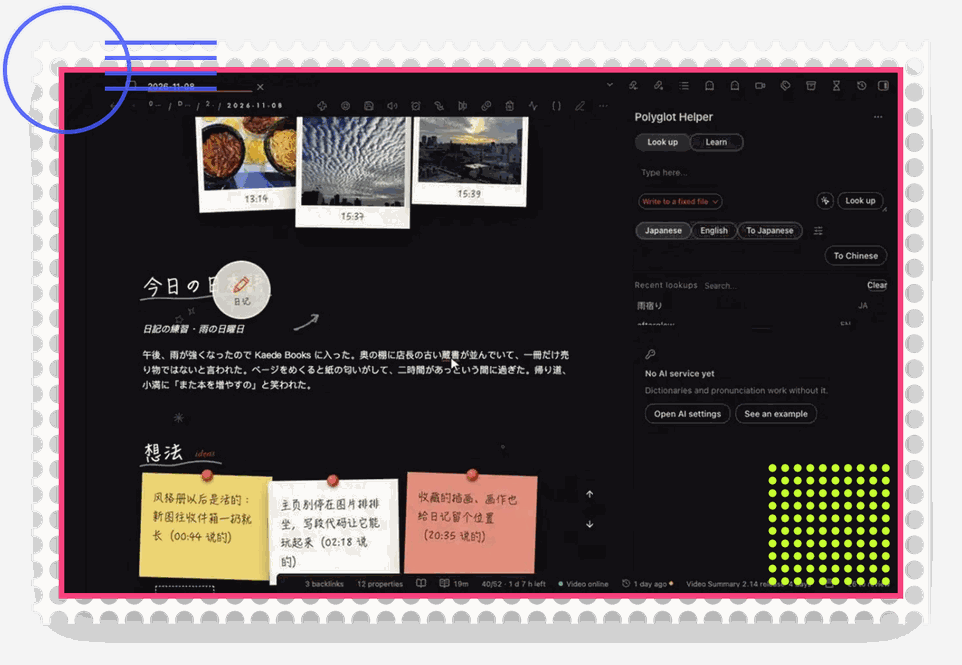 2026-11-08
2026-11-08
Polyglot Helper
Look up
Learn
Type here...
Write to a fixed file
Look up
Japanese
English
To Japanese
To Chinese
Recent lookups
Search...
Clear
雨宿り
JA
No AI service yet
Dictionaries and pronunciation work without it.
Open AI settings
See an example
13:14
15:37
15:39
今日の日
日记
日記の練習・雨の日曜日
午後、雨が強くなったので Kaede Books に入った。奥の棚に店長の古い蔵書が並んでいて、一冊だけ売
り物ではないと言われた。ページをめくると紙の匂いがして、二時間があっという間に過ぎた。帰り道、
小満に「また本を増やすの」と笑われた。
想法
ideas
风格册以后是活的：
新图往收件箱一扔就
长（00:44 说的）
主页别停在图片排排
坐，写段代码让它能
玩起来（02:18 说
的）
收藏的插画、画作也
给日记留个位置
（20:35 说的）
3 backlinks
12 properties
19m
40/52 · 1 d 7 h left
Video online
1 day ago
Video Summary 2.14